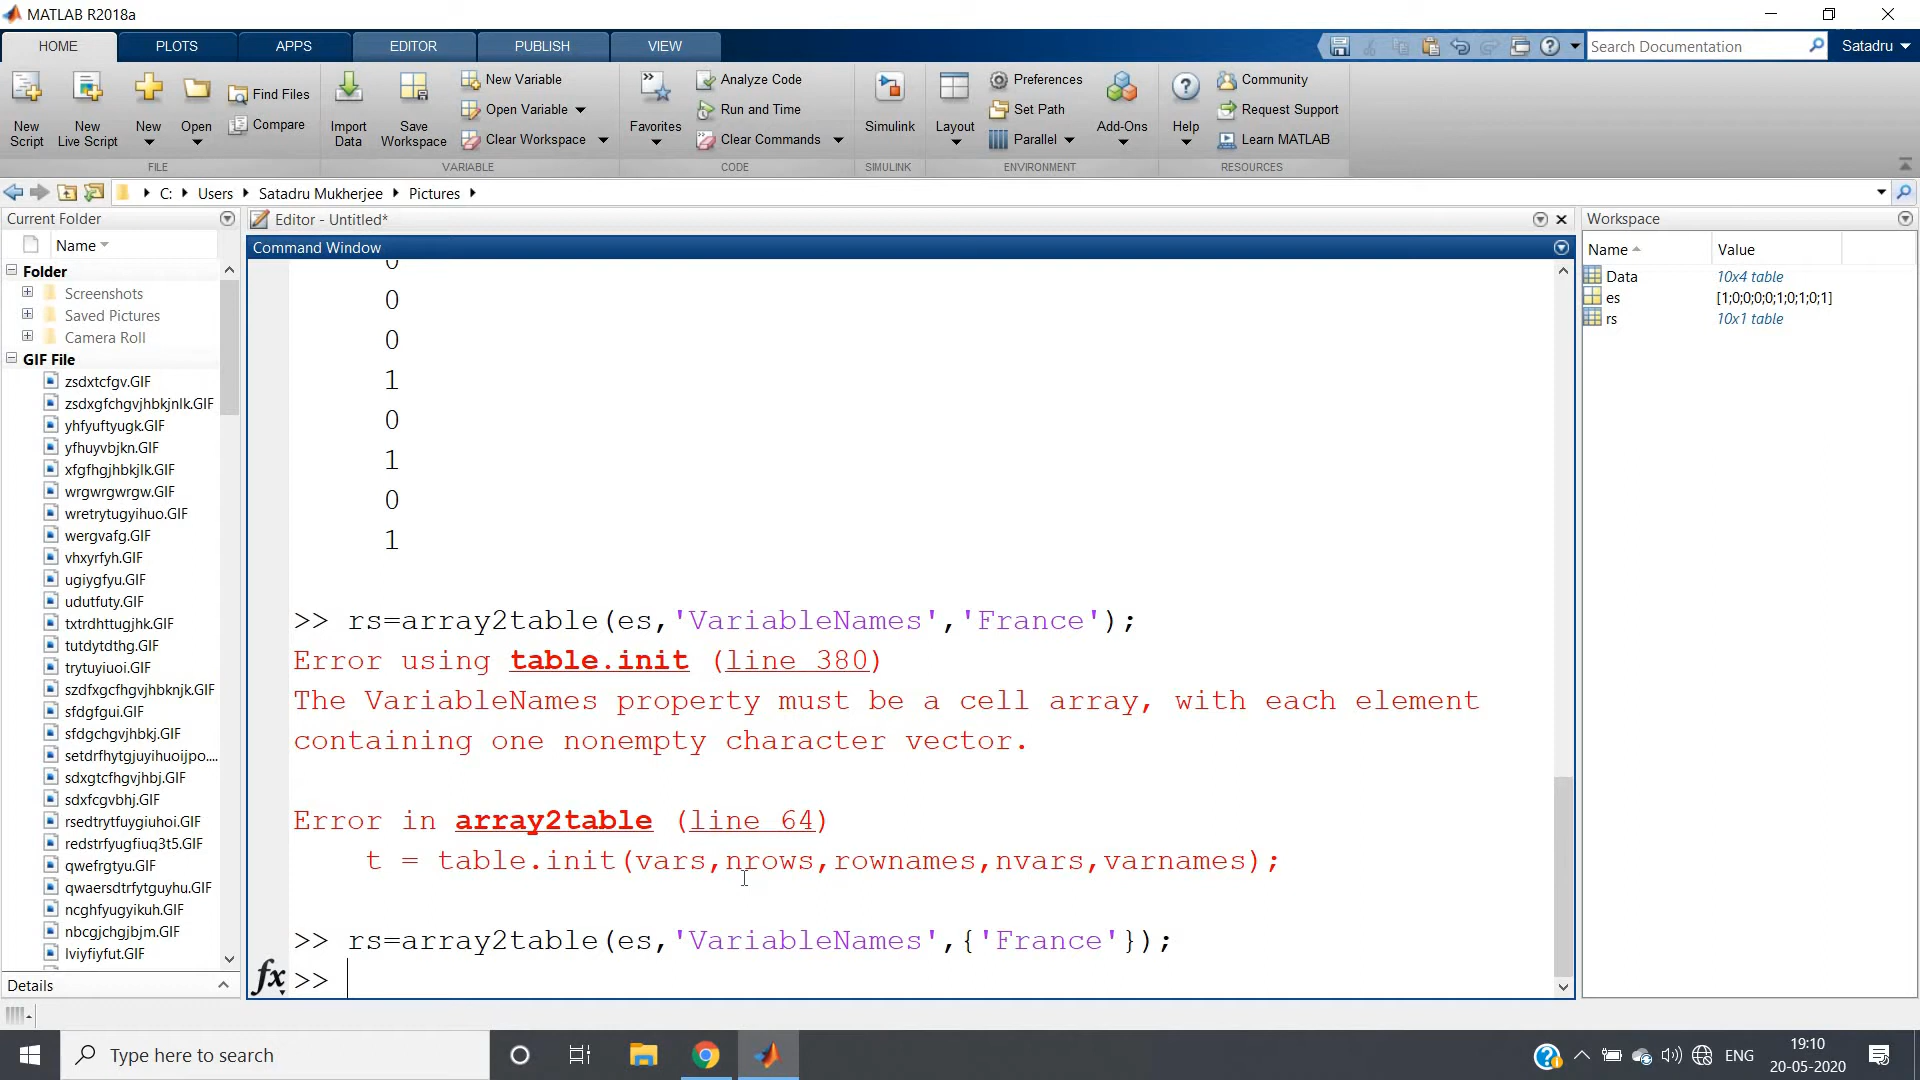 MATLAB R2018a
HOME
PLOTS
APPS
EDITOR
PUBLISH
VIEW
Search Documentation
Satadru
New Script
New Live Script
New
Open
Find Files
Compare
FILE
Import Data
Save Workspace
New Variable
Open Variable
Clear Workspace
VARIABLE
Favorites
Analyze Code
Run and Time
Clear Commands
CODE
Simulink
SIMULINK
Layout
Preferences
Set Path
Parallel
Add-Ons
ENVIRONMENT
Help
Community
Request Support
Learn MATLAB
RESOURCES
C: Users Satadru Mukherjee Pictures
Current Folder
Name
Folder
Screenshots
Saved Pictures
Camera Roll
GIF File
zsdxtcfgv.GIF
zsdxgfchgvjhbkjnlk.GIF
yhfyuftyugk.GIF
yfhuyvbjkn.GIF
xfgfhgjhbkjlk.GIF
wrgwrgwrgw.GIF
wretrytugyihuo.GIF
wergvafg.GIF
vhxyrfyh.GIF
ugiygfyu.GIF
udutfuty.GIF
txtrdhttugjhk.GIF
tutdytdthg.GIF
trytuyiuoi.GIF
szdfxgcfhgvjhbknjk.GIF
sfdgfgui.GIF
sfdgchgvjhbkj.GIF
setdrfhytgjuyihuoijpo....
sdxgtcfhgvjhbj.GIF
sdxfcgvbhj.GIF
rsedtrytfuygiuhoi.GIF
redstrfyugfiuq3t5.GIF
qwefrgtyu.GIF
qwaersdtrfytguyhu.GIF
ncghfyugyikuh.GIF
nbcgjchgjbjm.GIF
lviyfiyfut.GIF
Details
Editor - Untitled*
Command Window
0
0
0
1
0
1
0
1
>> rs=array2table(es,'VariableNames','France');
Error using table.init (line 380)
The VariableNames property must be a cell array, with each element
containing one nonempty character vector.
Error in array2table (line 64)
t = table.init(vars,nrows,rownames,nvars,varnames);
>> rs=array2table(es,'VariableNames',{'France'});
fx >>
Workspace
Name Value
Data 10x4 table
es [1;0;0;0;0;1;0;1;0;1]
rs 10x1 table
Type here to search
ENG
19:10
20-05-2020